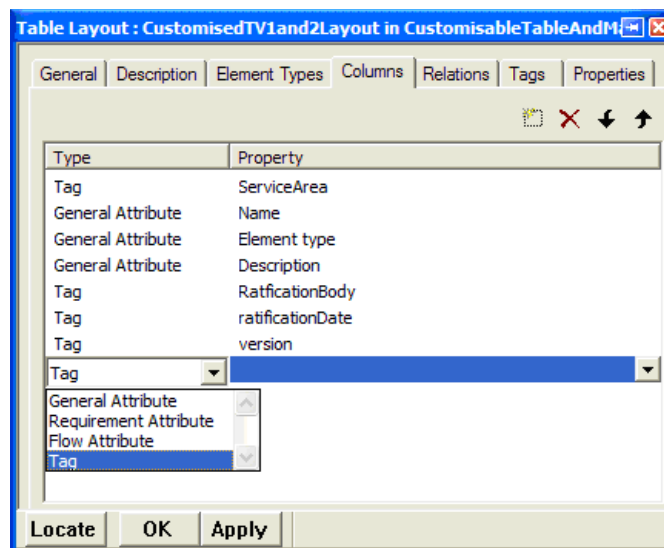 Table Layout : CustomisedTV1and2Layout in CustomisableTableAndMa
General Description Element Types Columns Relations Tags Properties
Type Property
Tag ServiceArea
General Attribute Name
General Attribute Element type
General Attribute Description
Tag RatficationBody
Tag ratificationDate
Tag version
Tag
General Attribute
Requirement Attribute
Flow Attribute
Tag
Locate OK Apply